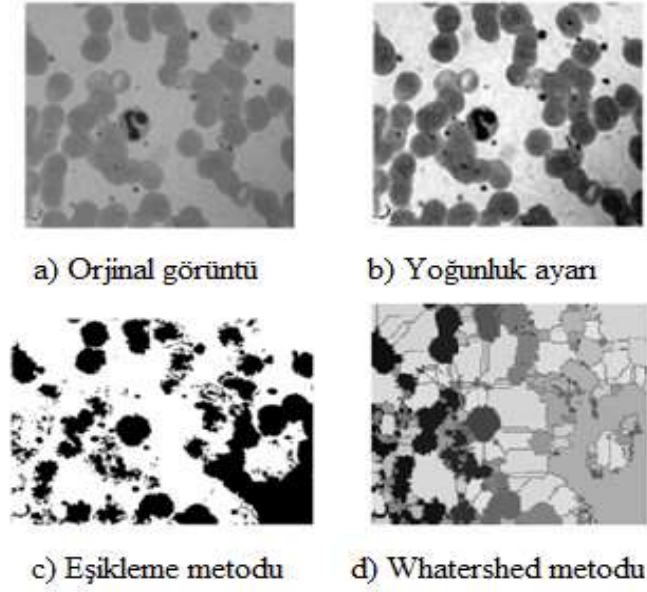 a) Orjinal görüntü
b) Yoğunluk ayarı
c) Eşikleme metodu
d) Whatershed metodu